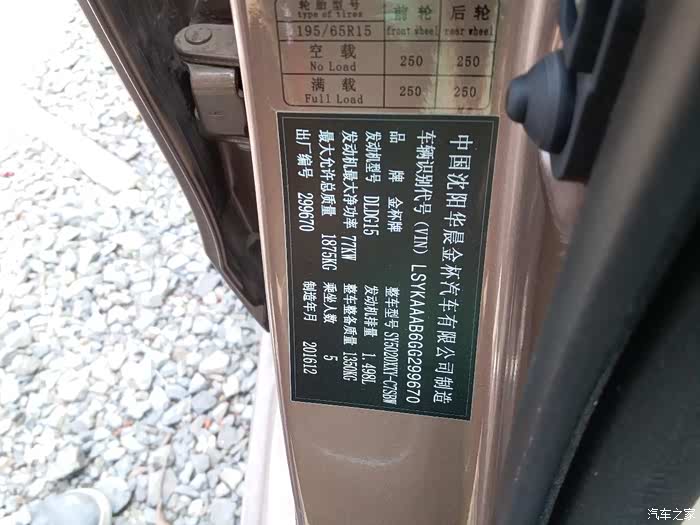 轮胎型号 前轮 后轮
type of tires front wheel rear wheel
195/65R15
空载 250 250
No Load
满载 250 250
Full Load
中国沈阳华晨金杯汽车有限公司制造
车辆识别代号(VIN) LSYKAAAB6GG299670
品牌 金杯牌 整车型号 SY5020XXY-C7SBW
发动机型号 DLDG15 发动机排量 1.498L
发动机最大净功率 77KW 整车整备质量 1350KG
最大允许总质量 1875KG 乘坐人数 5
出厂编号 299670 制造年月 201612
汽车之家